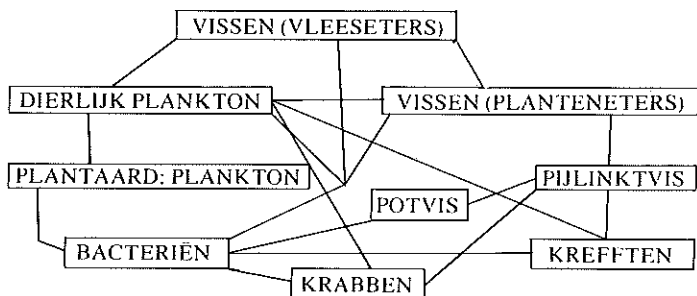 VISSEN (VLEESETERS)
DIERLIJK PLANKTON
VISSEN (PLANTENETERS)
PLANTAARD: PLANKTON
PIJLINKTVIS
POTVIS
BACTERIËN
KREFFTEN
KRABBEN